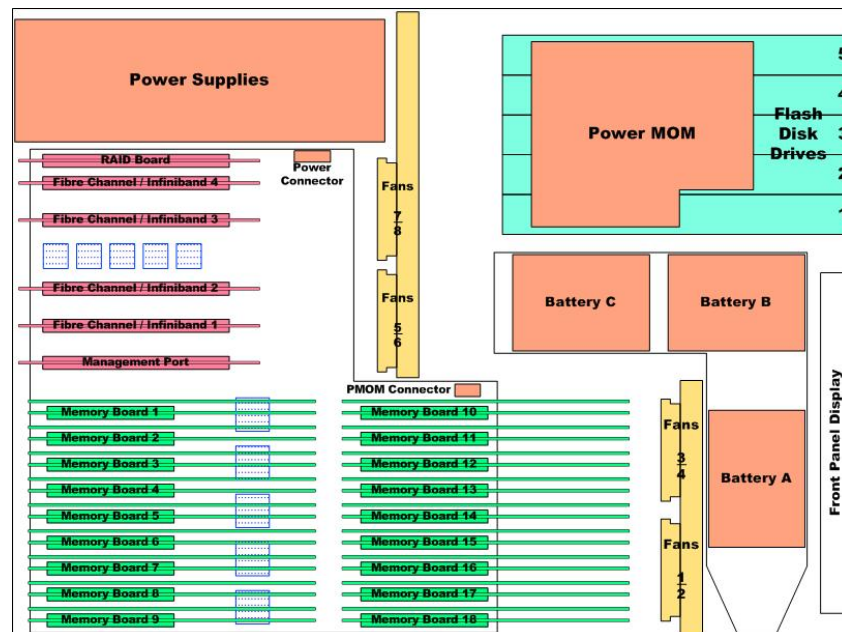 Power Supplies
RAID Board
Fibre Channel / Infiniband 4
Fibre Channel / Infiniband 3
Power
Connector
Fibre Channel / Infiniband 2
Fibre Channel / Infiniband 1
Management Port
Fans
7
8
Fans
5
6
Power MOM
Flash
Disk
Drives
5
4
3
2
1
Battery C
Battery B
Battery A
Front Panel Display
PMOM Connector
Memory Board 1
Memory Board 2
Memory Board 3
Memory Board 4
Memory Board 5
Memory Board 6
Memory Board 7
Memory Board 8
Memory Board 9
Memory Board 10
Memory Board 11
Memory Board 12
Memory Board 13
Memory Board 14
Memory Board 15
Memory Board 16
Memory Board 17
Memory Board 18
Fans
3
4
Fans
1
2